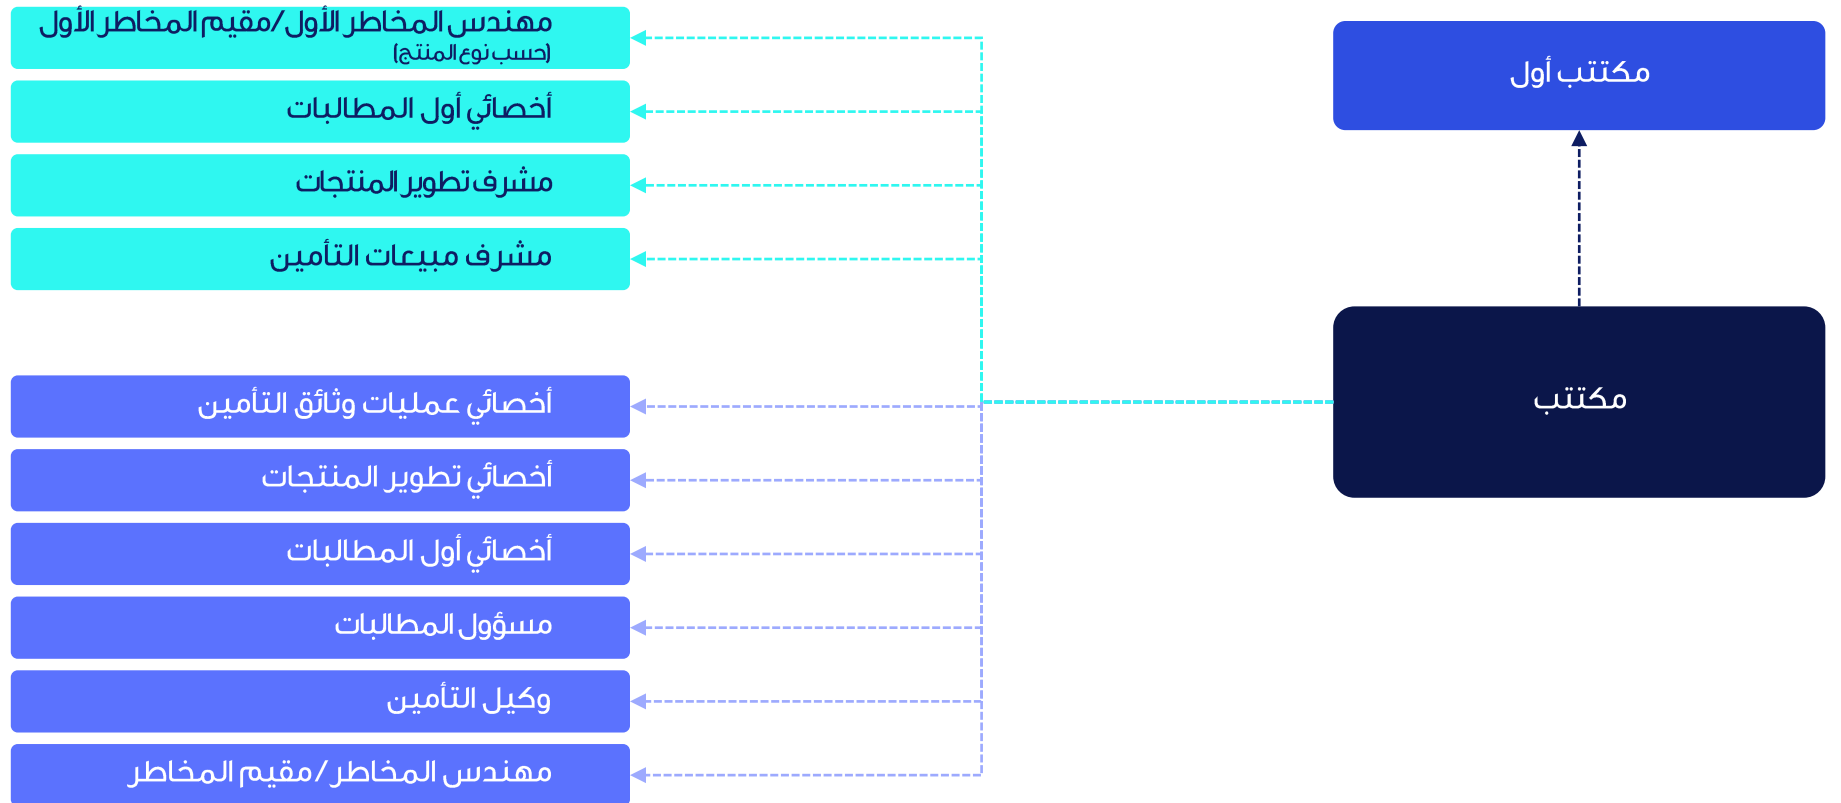 مكتتب أول
مكتتب
مهندس المخاطر الأول/مقيم المخاطر الأول
(حسب نوع المنتج)
أخصائي أول المطالبات
مشرف تطوير المنتجات
مشرف مبيعات التأمين
أخصائي عمليات وثائق التأمين
أخصائي تطوير المنتجات
أخصائي أول المطالبات
مسؤول المطالبات
وكيل التأمين
مهندس المخاطر/مقيم المخاطر